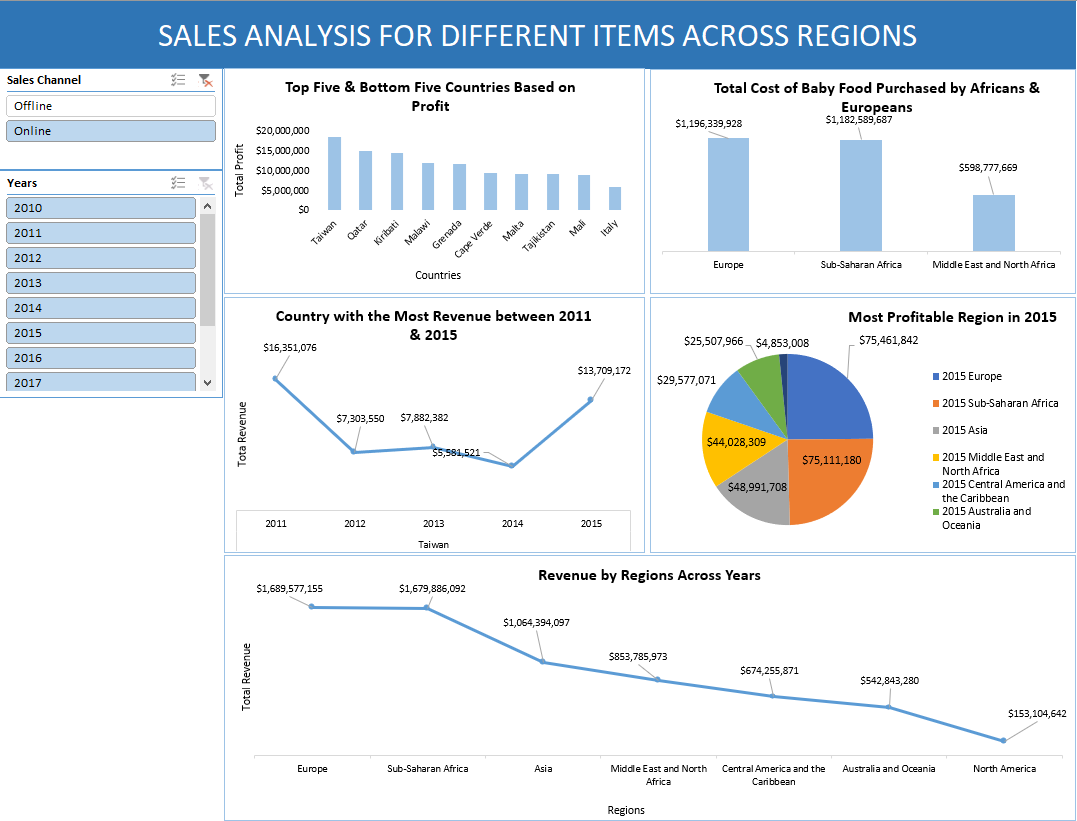 SALES ANALYSIS FOR DIFFERENT ITEMS ACROSS REGIONS
Sales Channel
Offline
Online
Years
2010
2011
2012
2013
2014
2015
2016
2017
Top Five & Bottom Five Countries Based on
Profit
Total Profit
$20,000,000
$15,000,000
$10,000,000
$5,000,000
$0
Taiwan
Qatar
Kiribati
Malawi
Grenada
Cape Verde
Malta
Tajikistan
Mali
Italy
Countries
Total Cost of Baby Food Purchased by Africans &
Europeans
$1,196,339,928
$1,182,589,687
$598,777,669
Europe
Sub-Saharan Africa
Middle East and North Africa
Country with the Most Revenue between 2011
& 2015
Tota Revenue
$16,351,076
$7,303,550
$7,882,382
$5,581,521
$13,709,172
2011
2012
2013
2014
2015
Taiwan
Most Profitable Region in 2015
$25,507,966
$4,853,008
$75,461,842
$29,577,071
$44,028,309
$48,991,708
$75,111,180
2015 Europe
2015 Sub-Saharan Africa
2015 Asia
2015 Middle East and
North Africa
2015 Central America and
the Caribbean
2015 Australia and
Oceania
Revenue by Regions Across Years
Total Revenue
$1,689,577,155
$1,679,886,092
$1,064,394,097
$853,785,973
$674,255,871
$542,843,280
$153,104,642
Europe
Sub-Saharan Africa
Asia
Middle East and North
Africa
Central America and the
Caribbean
Australia and Oceania
North America
Regions